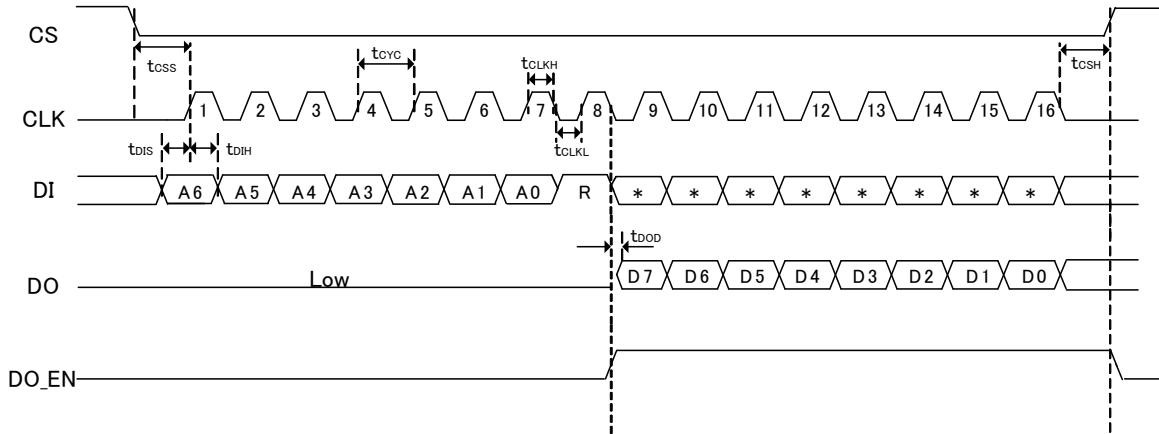 CS
tCSS
tCYC
tCLKH
tCSH
CLK
1 2 3 4 5 6 7 8 9 10 11 12 13 14 15 16
tDIS
tDIH
tCLKL
DI
A6 A5 A4 A3 A2 A1 A0 R * * * * * * * *
tDOD
DO
Low
D7 D6 D5 D4 D3 D2 D1 D0
DO_EN